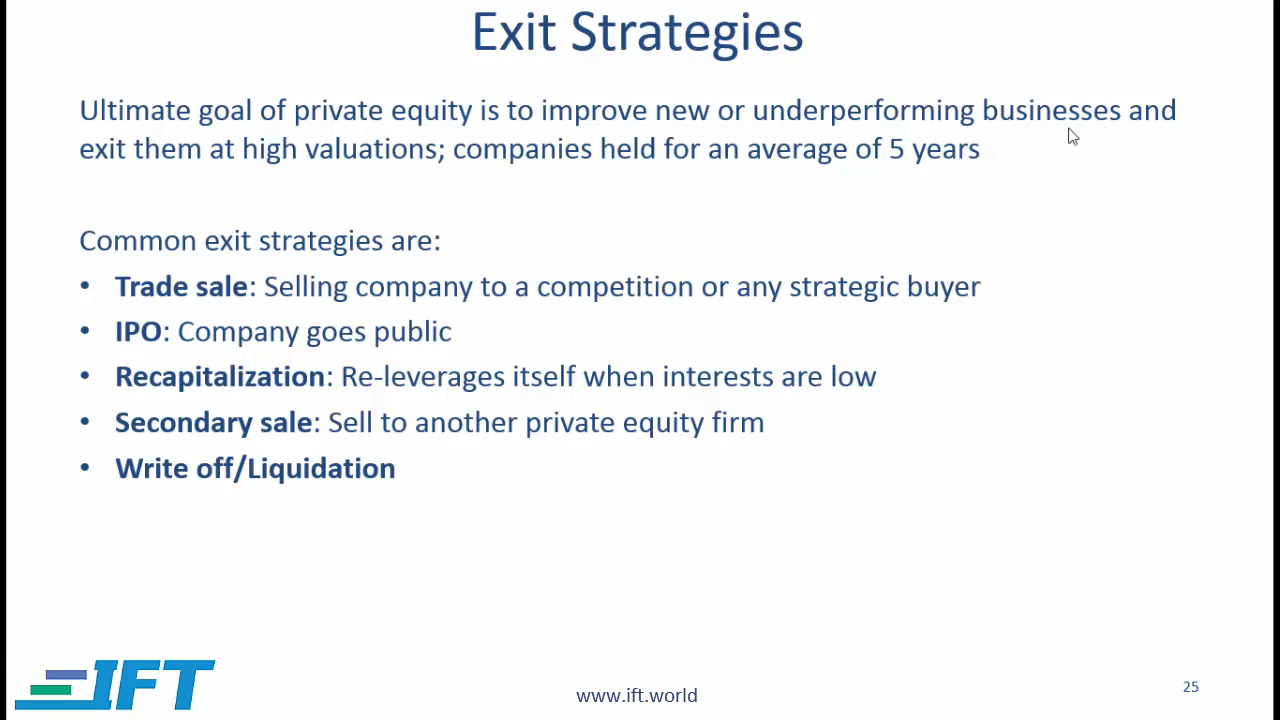 Exit Strategies
Ultimate goal of private equity is to improve new or underperforming businesses and
exit them at high valuations; companies held for an average of 5 years
Common exit strategies are:
• Trade sale: Selling company to a competition or any strategic buyer
• IPO: Company goes public
• Recapitalization: Re-leverages itself when interests are low
• Secondary sale: Sell to another private equity firm
• Write off/Liquidation
IFT
www.ift.world
25